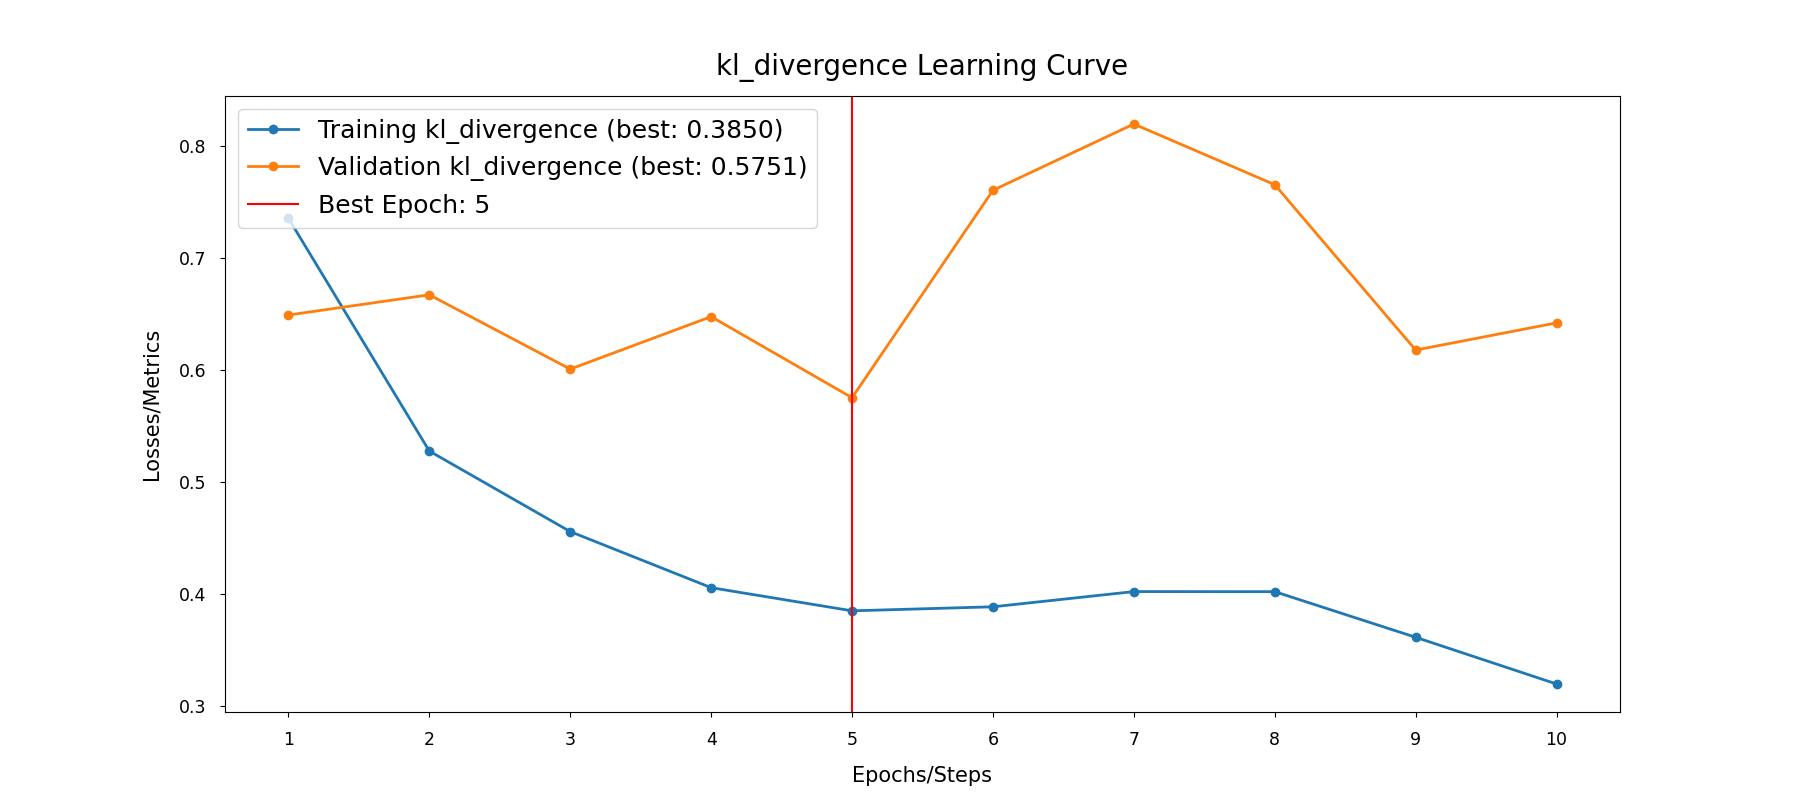 kl_divergence Learning Curve
Training kl_divergence (best: 0.3850)
Validation kl_divergence (best: 0.5751)
Best Epoch: 5
Losses/Metrics
0.8
0.7
0.6
0.5
0.4
0.3
1 2 3 4 5 6 7 8 9 10
Epochs/Steps